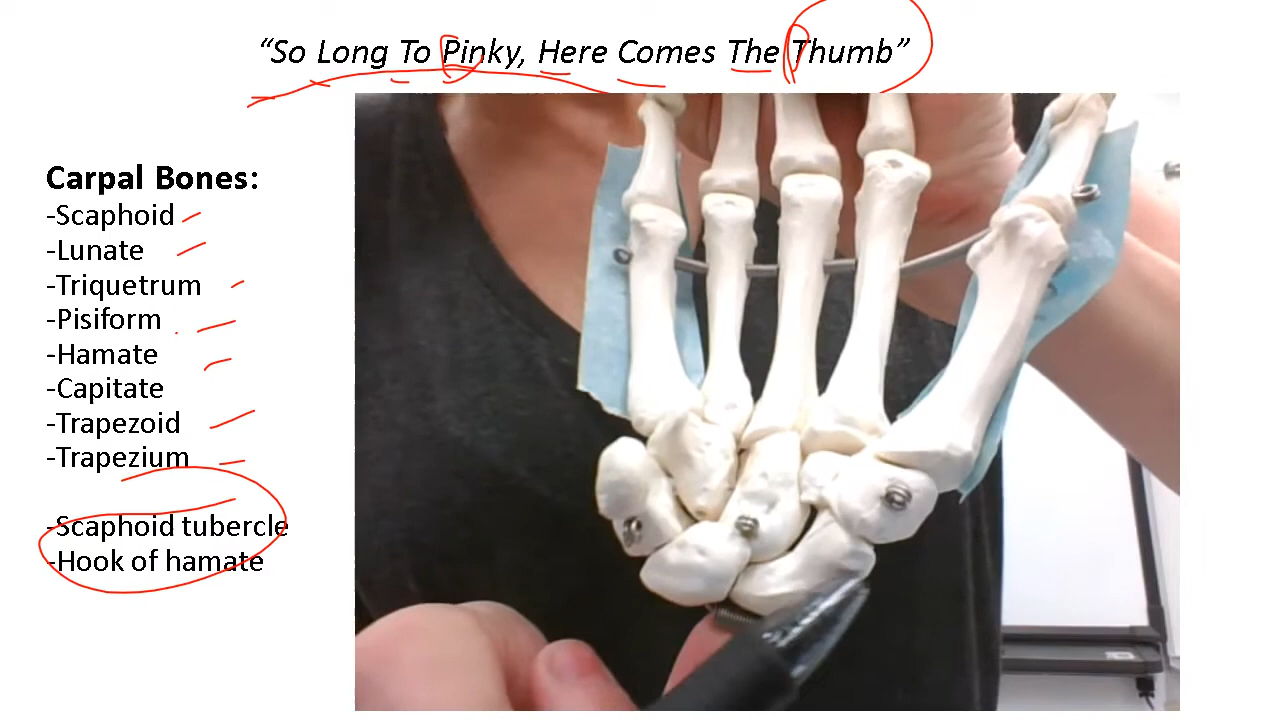 “So Long To Pinky, Here Comes The Thumb”
Carpal Bones:
-Scaphoid
-Lunate
-Triquetrum
-Pisiform
-Hamate
-Capitate
-Trapezoid
-Trapezium
-Scaphoid tubercle
-Hook of hamate